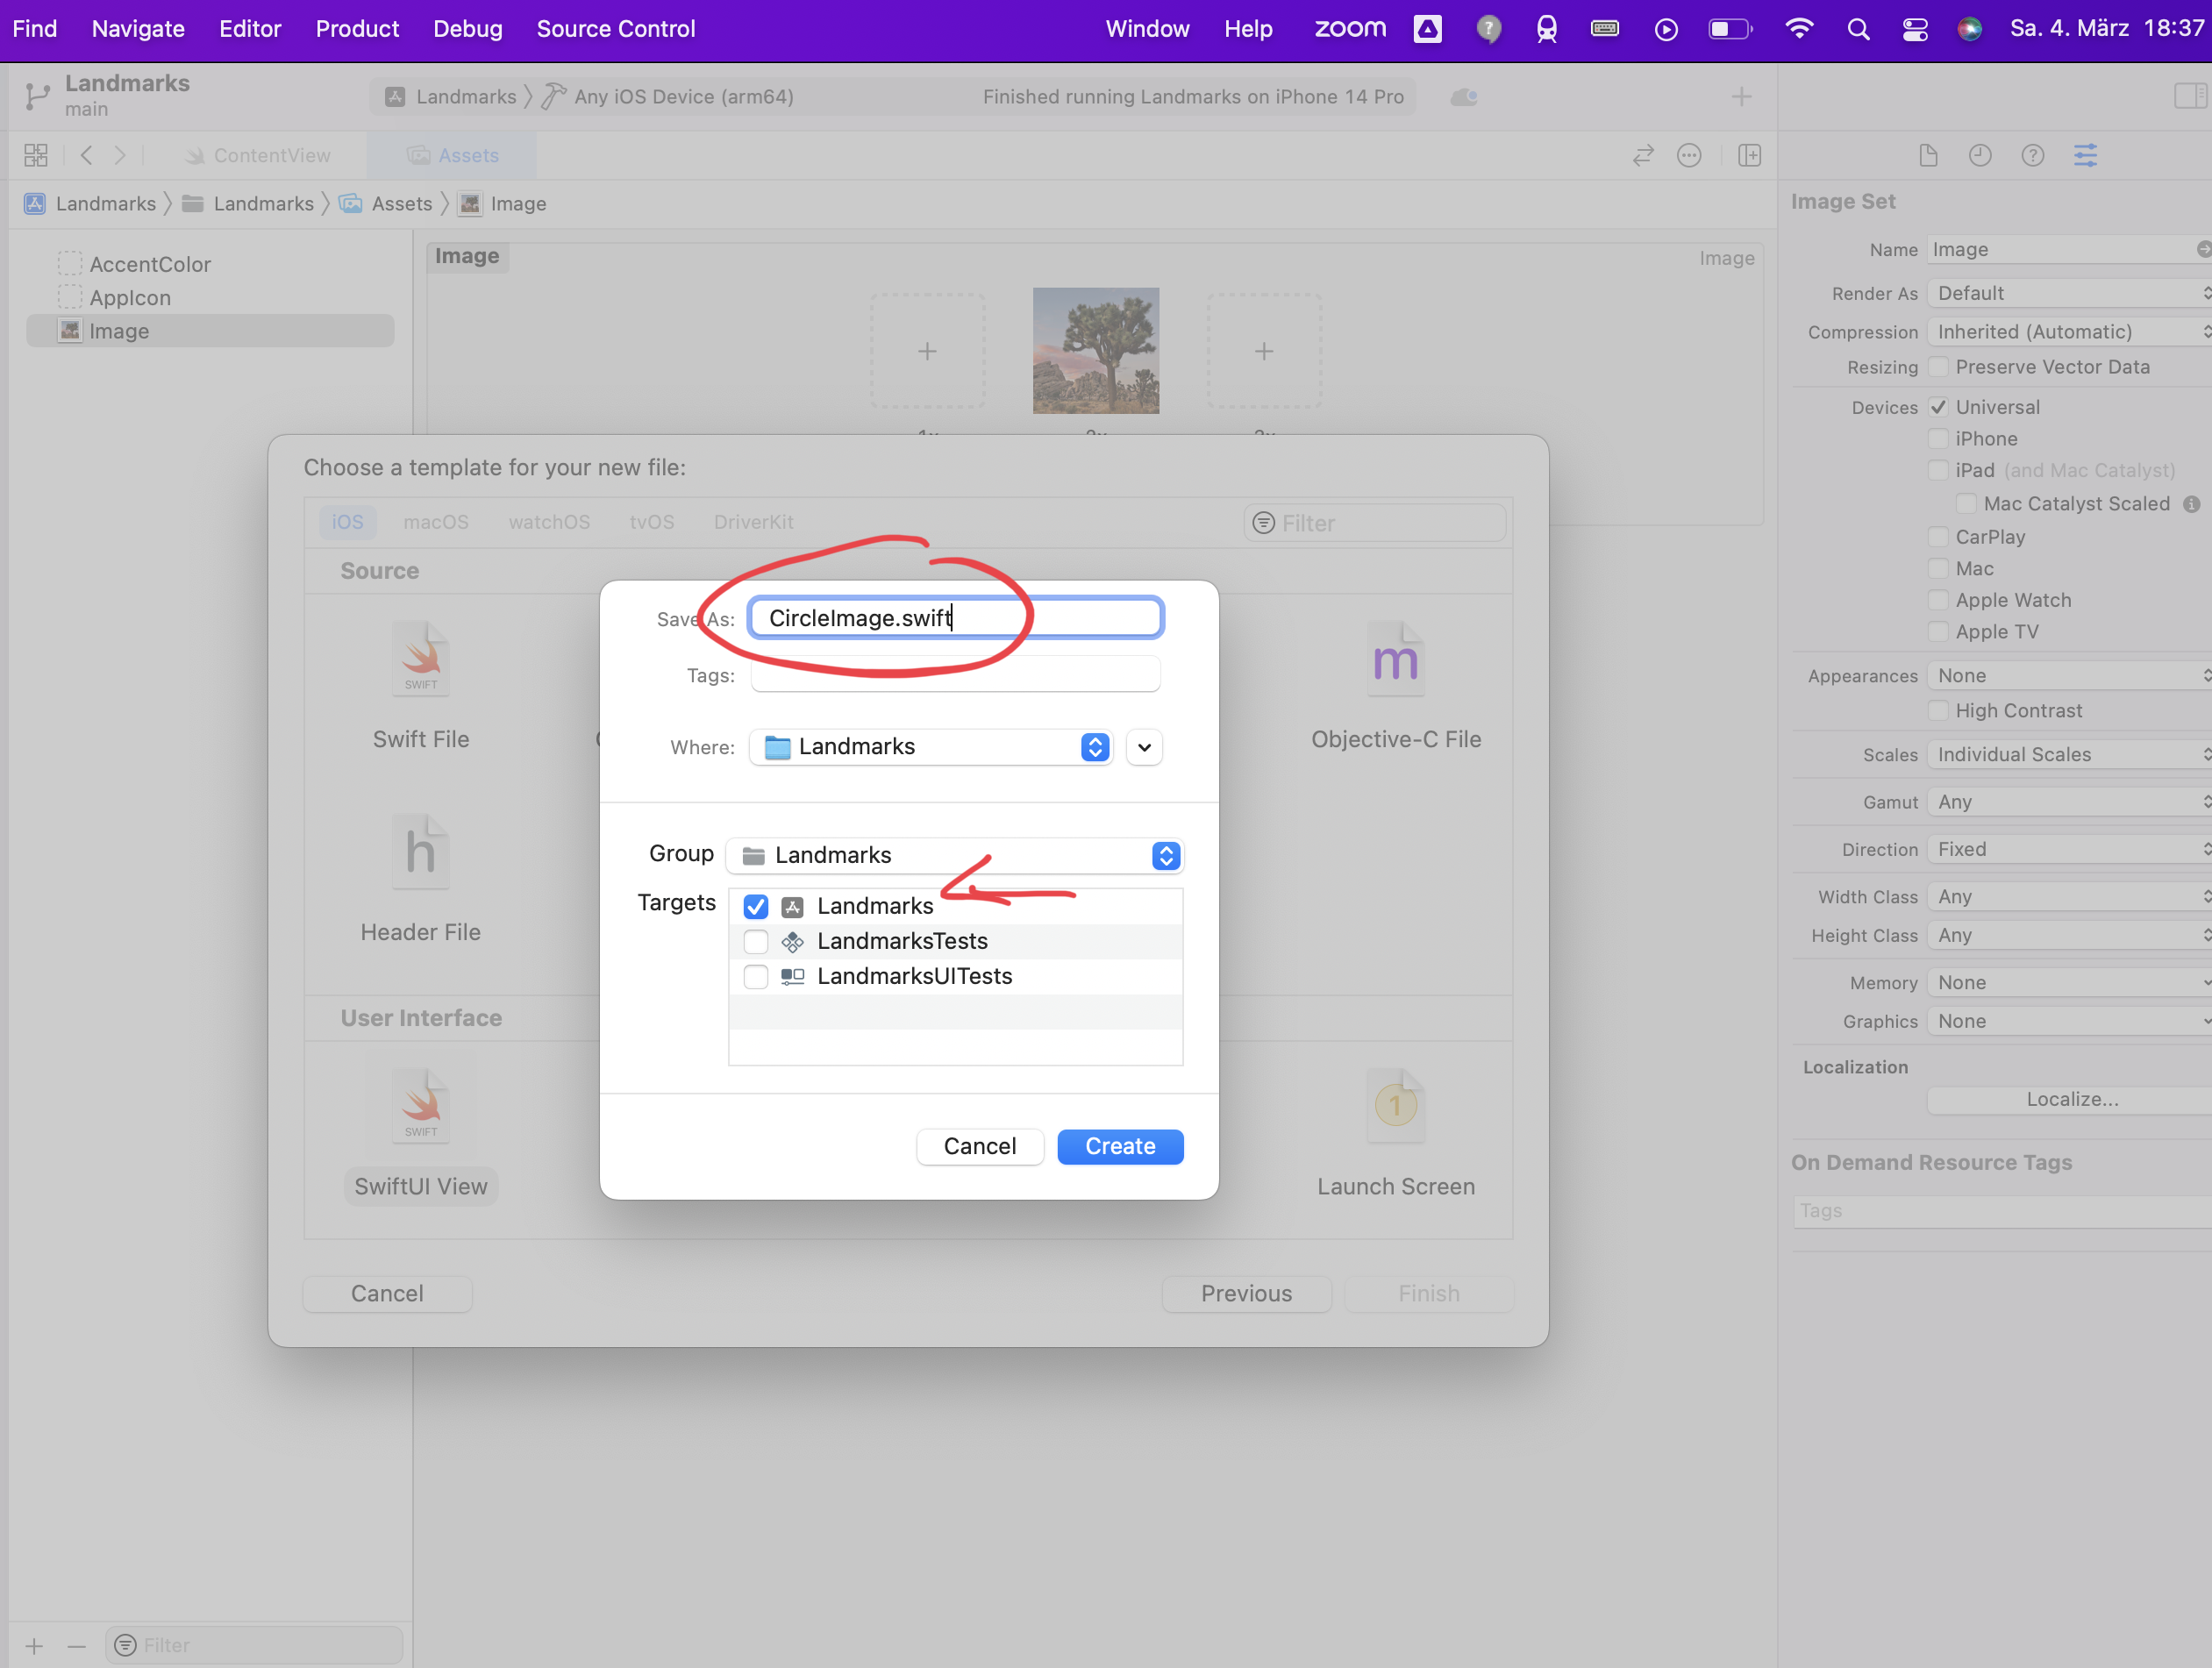 Find Navigate Editor Product Debug Source Control Window Help zoom Sa. 4. März 18:37
Landmarks
main
Landmarks Any iOS Device (arm64) Finished running Landmarks on iPhone 14 Pro
ContentView Assets
Landmarks Landmarks Assets Image
AccentColor
AppIcon
Image
Image Image
Choose a template for your new file:
iOS macOS watchOS tvOS DriverKit Filter
Source
SWIFT
Swift File
m
Objective-C File
h
Header File
User Interface
SWIFT
SwiftUI View
1
Launch Screen
Cancel Previous Finish
Save As: CircleImage.swift
Tags:
Where: Landmarks
Group Landmarks
Targets Landmarks
LandmarksTests
LandmarksUITests
Cancel Create
Image Set
Name Image
Render As Default
Compression Inherited (Automatic)
Resizing Preserve Vector Data
Devices Universal
iPhone
iPad (and Mac Catalyst)
Mac Catalyst Scaled
CarPlay
Mac
Apple Watch
Apple TV
Appearances None
High Contrast
Scales Individual Scales
Gamut Any
Direction Fixed
Width Class Any
Height Class Any
Memory None
Graphics None
Localization
Localize...
On Demand Resource Tags
Tags
Filter